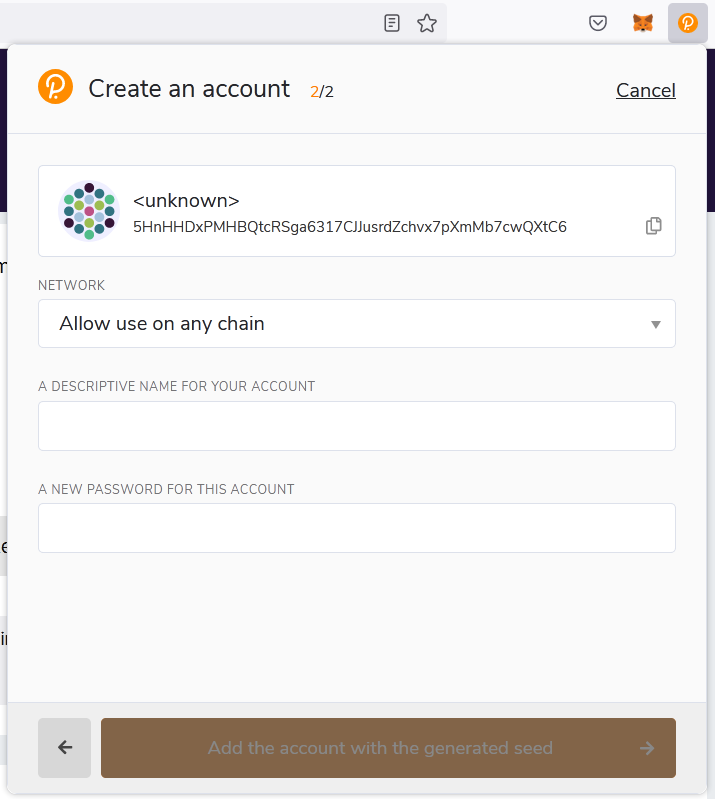 Create an account 2/2 Cancel
<unknown>
5HnHHDxPMHBQtcRSga6317CJJusrdZchvx7pXmMb7cwQXtC6
NETWORK
Allow use on any chain
A DESCRIPTIVE NAME FOR YOUR ACCOUNT
A NEW PASSWORD FOR THIS ACCOUNT
Add the account with the generated seed